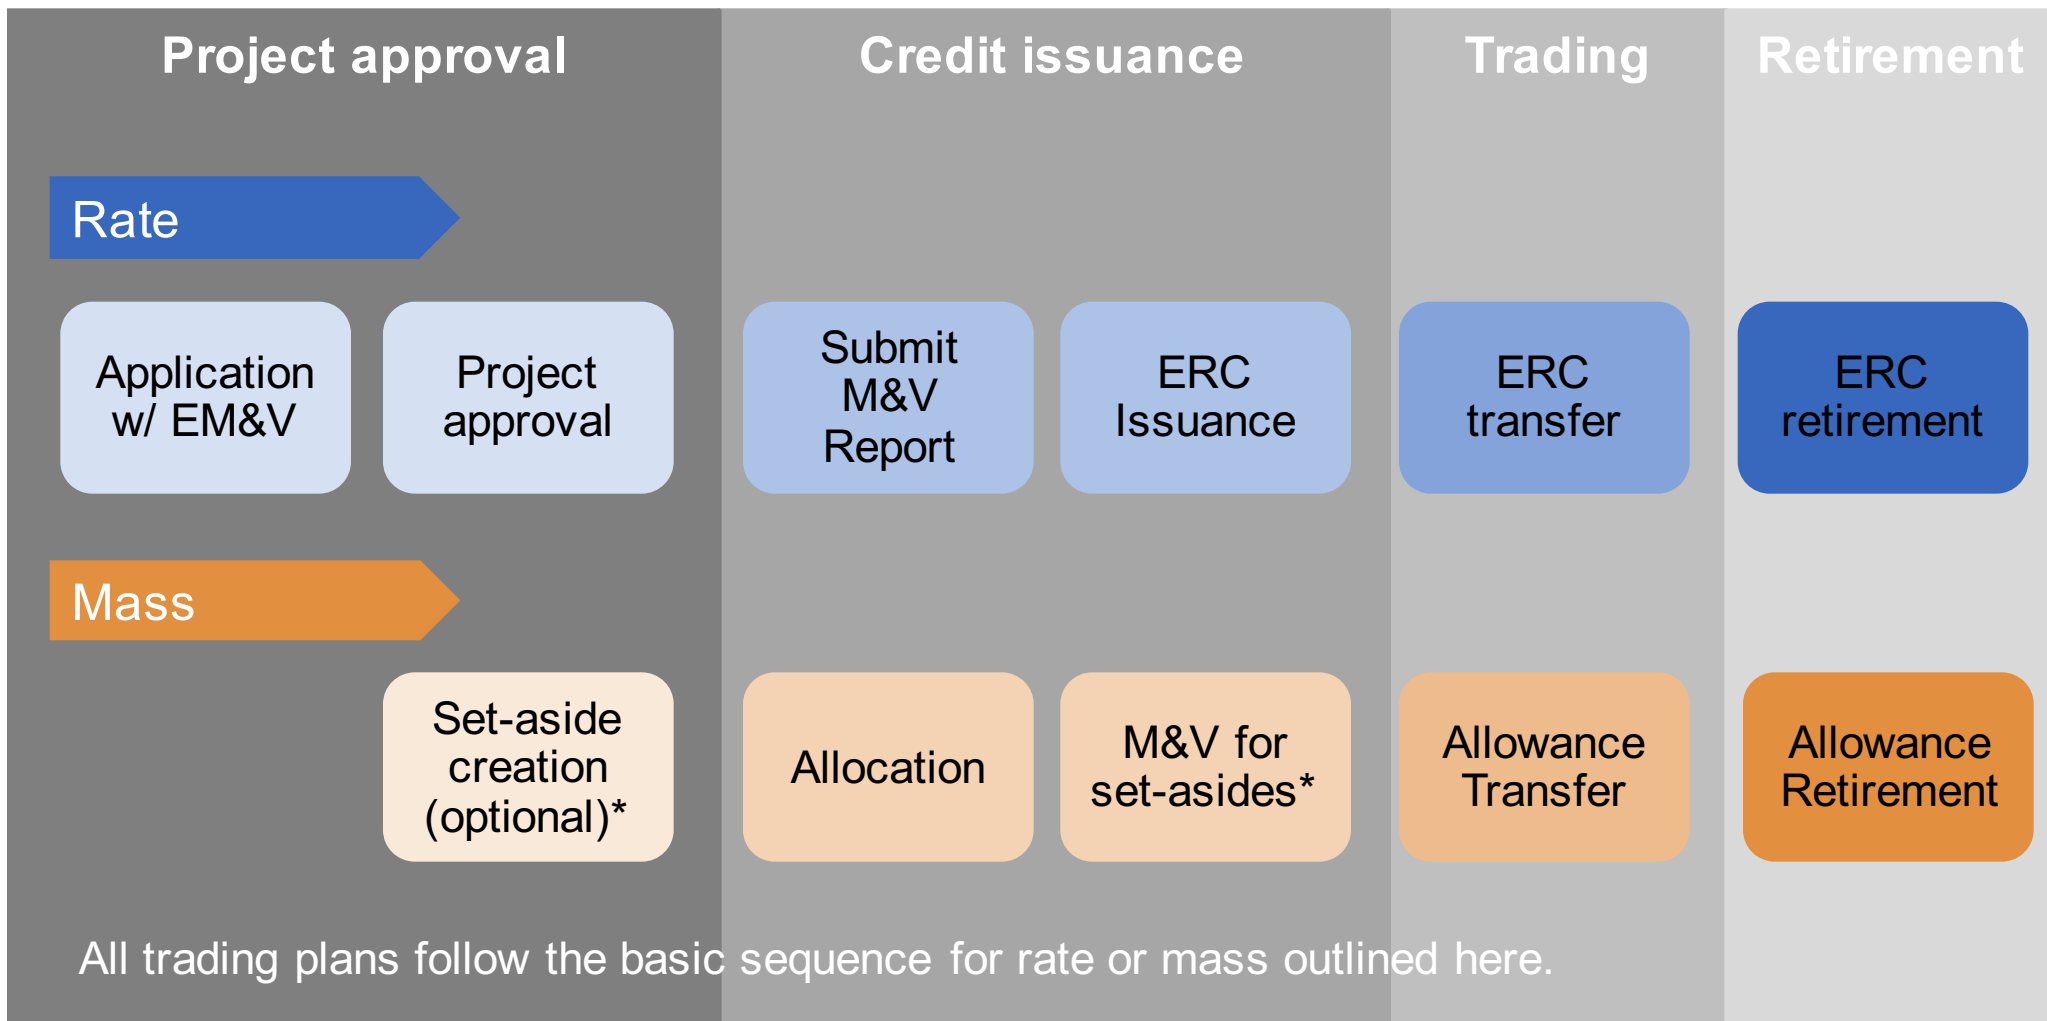 Project approval
Credit issuance
Trading
Retirement
Rate
Application
w/ EM&V
Project
approval
Submit
M&V
Report
ERC
Issuance
ERC
transfer
ERC
retirement
Mass
Set-aside
creation
(optional)*
Allocation
M&V for
set-asides*
Allowance
Transfer
Allowance
Retirement
All trading plans follow the basic sequence for rate or mass outlined here.